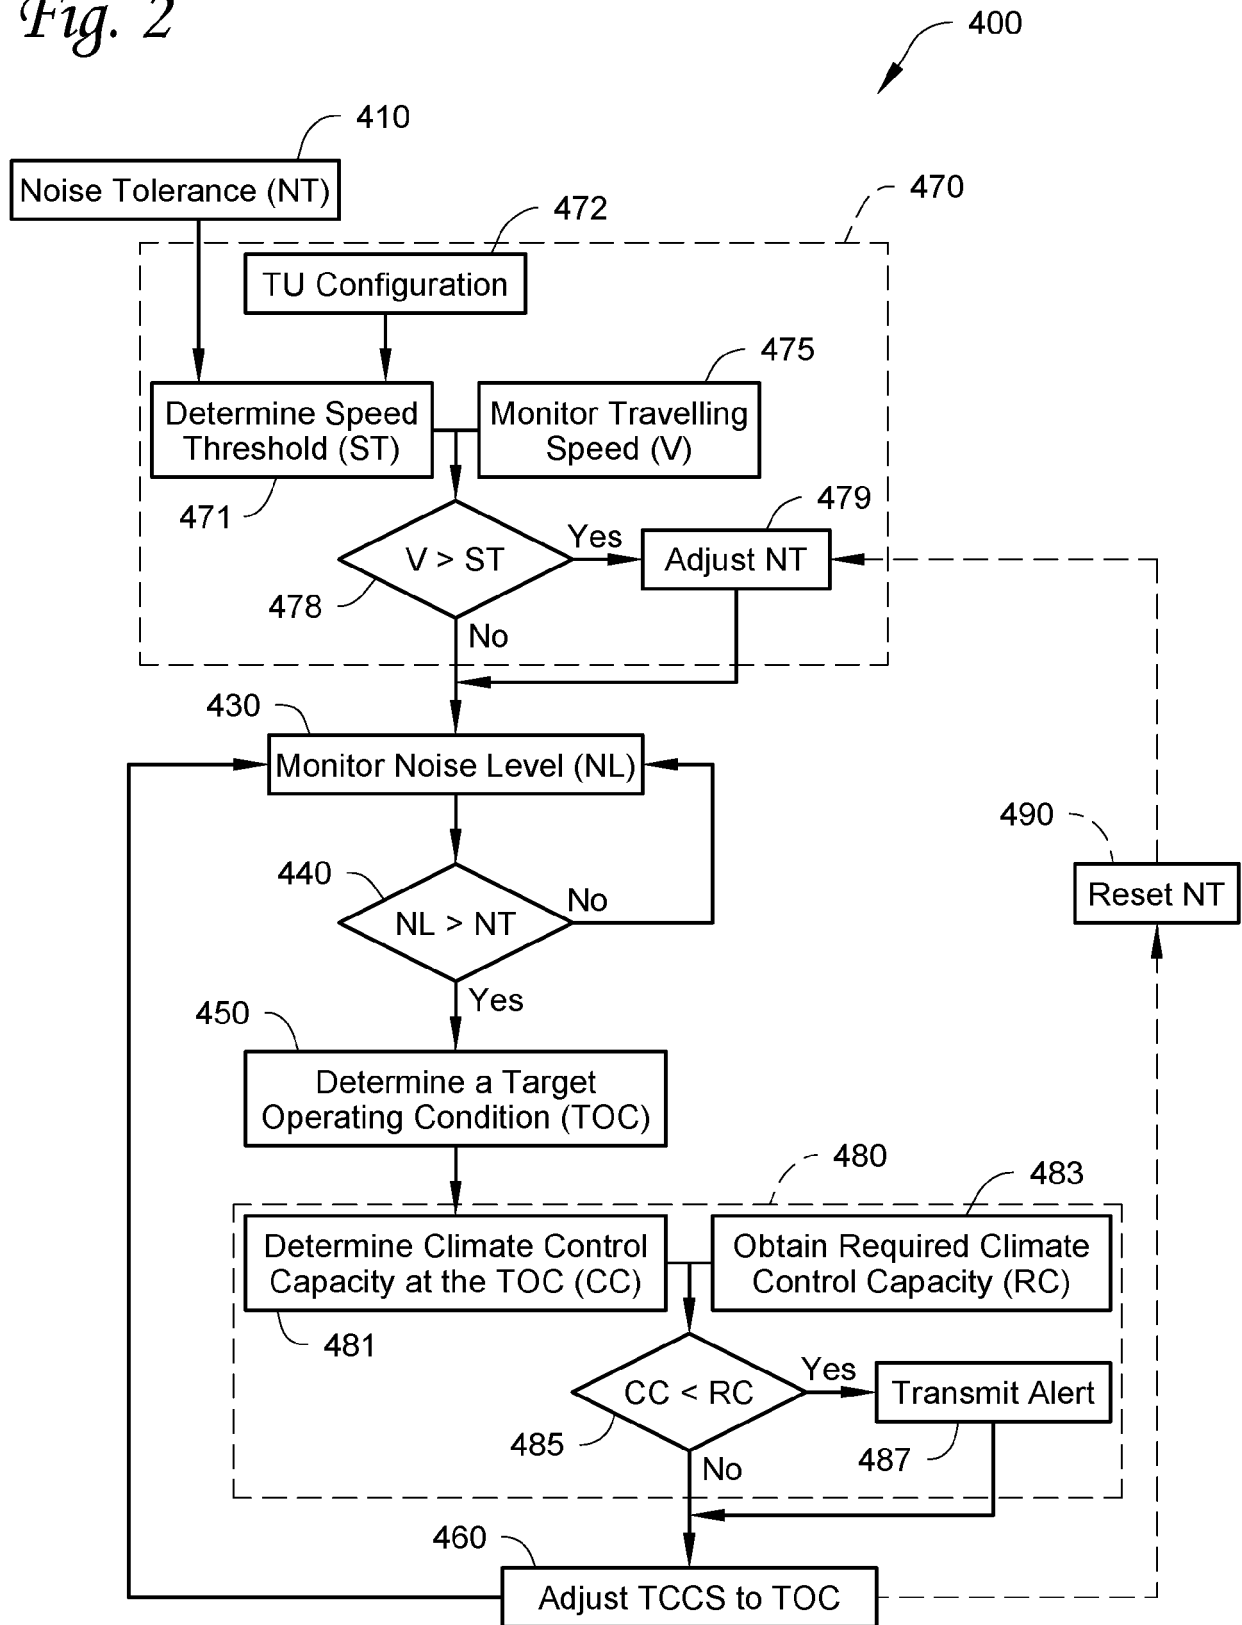 Fig. 2
400
410
Noise Tolerance (NT)
470
472
TU Configuration
475
Determine Speed
Threshold (ST)
Monitor Travelling
Speed (V)
471
479
V > ST
Yes
Adjust NT
478
No
430
Monitor Noise Level (NL)
490
Reset NT
440
NL > NT
No
Yes
450
Determine a Target
Operating Condition (TOC)
480
483
Determine Climate Control
Capacity at the TOC (CC)
Obtain Required Climate
Control Capacity (RC)
481
CC < RC
Yes
Transmit Alert
485
487
No
460
Adjust TCCS to TOC